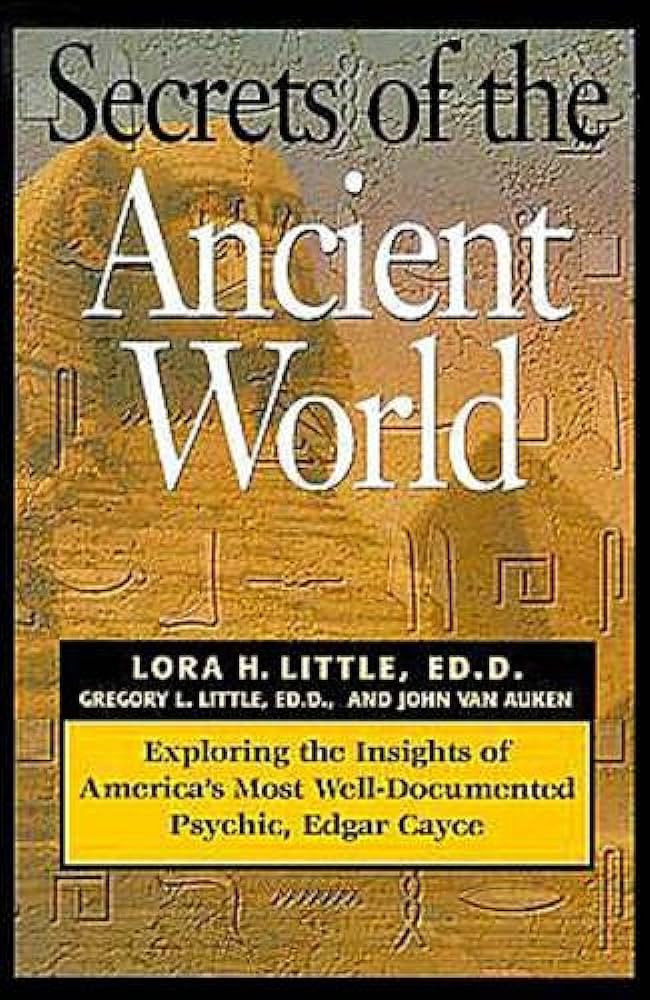 Secrets of the
Ancient
World
LORA H. LITTLE, ED.D.
GREGORY L. LITTLE, ED.D., AND JOHN VAN AUKEN
Exploring the Insights of
America's Most Well-Documented
Psychic, Edgar Cayce